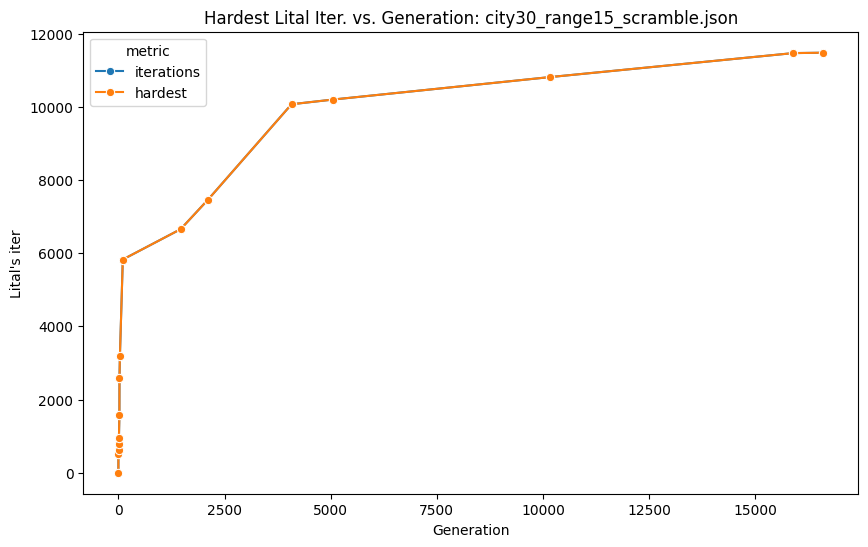 Hardest Lital Iter. vs. Generation: city30_range15_scramble.json
metric
iterations
hardest
Lital's iter
12000
10000
8000
6000
4000
2000
0
0 2500 5000 7500 10000 12500 15000
Generation